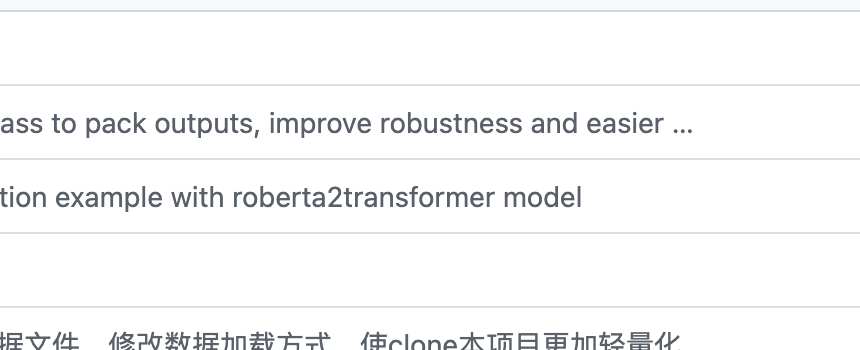 ass to pack outputs, improve robustness and easier ...
tion example with roberta2transformer model
据文件，修改数据加载方式，使clone本项目更加轻量化